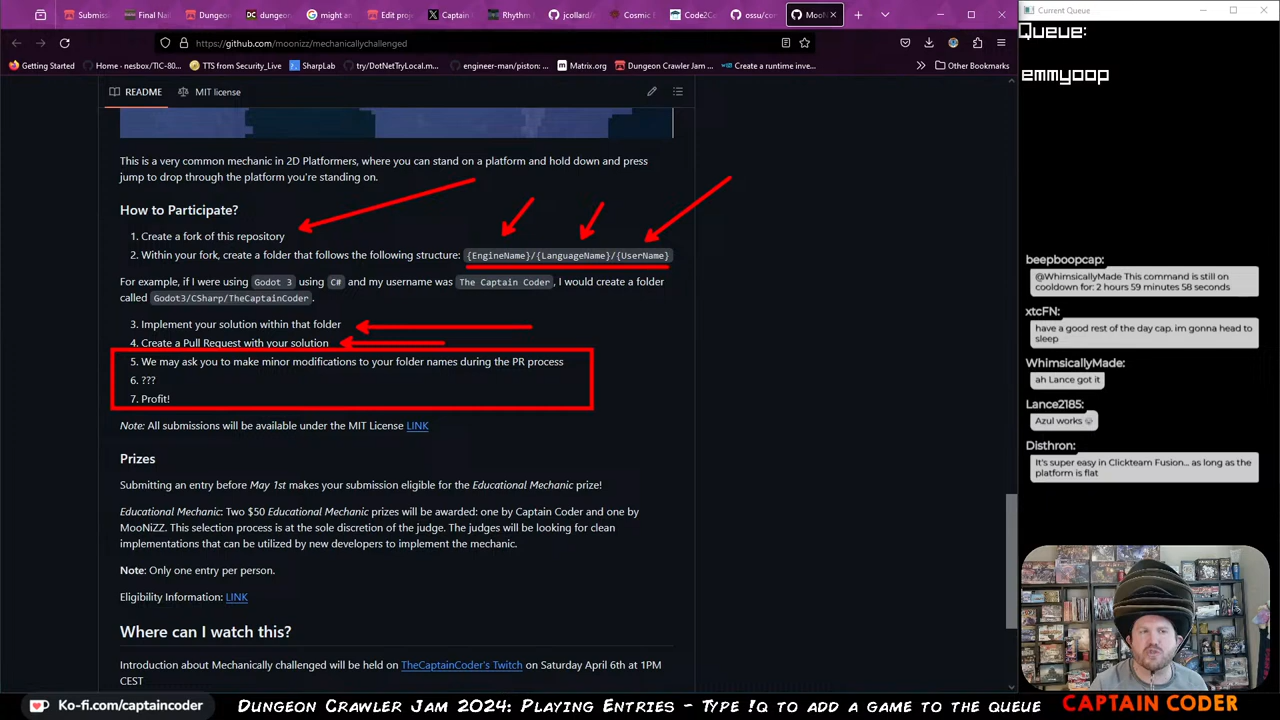 Submissi
Final Na
Dungeon
dungeor
might ar
Edit proje
Captain
Rhythm
jcollard/
Cosmic
Code2Ca
ossu/cor
MooNi
Current Queue
https://github.com/moonizz/mechanicallychallenged
Getting Started
Home - nesbox/TIC-80...
TTS from Security_Live
SharpLab
try/DotNetTryLocal.m...
engineer-man/piston: ...
Matrix.org
Dungeon Crawler Jam ...
Create a runtime inve...
Other Bookmarks
README
MIT license
This is a very common mechanic in 2D Platformers, where you can stand on a platform and hold down and press
jump to drop through the platform you're standing on.
How to Participate?
1. Create a fork of this repository
2. Within your fork, create a folder that follows the following structure: {EngineName}/{LanguageName}/{UserName}
For example, if I were using Godot 3 using C# and my username was The Captain Coder, I would create a folder
called Godot3/CSharp/TheCaptainCoder.
3. Implement your solution within that folder
4. Create a Pull Request with your solution
5. We may ask you to make minor modifications to your folder names during the PR process
6. ???
7. Profit!
Note: All submissions will be available under the MIT License LINK
Prizes
Submitting an entry before May 1st makes your submission eligible for the Educational Mechanic prize!
Educational Mechanic: Two $50 Educational Mechanic prizes will be awarded: one by Captain Coder and one by
MooNiZZ. This selection process is at the sole discretion of the judge. The judges will be looking for clean
implementations that can be utilized by new developers to implement the mechanic.
Note: Only one entry per person.
Eligibility Information: LINK
Where can I watch this?
Introduction about Mechanically challenged will be held on TheCaptainCoder's Twitch on Saturday April 6th at 1PM
CEST
Queue:
emmyoop
beepboopcap:
@WhimsicallyMade This command is still on
cooldown for: 2 hours 59 minutes 58 seconds
xtcFN:
have a good rest of the day cap. im gonna head to
sleep
WhimsicallyMade:
ah Lance got it
Lance2185:
Azul works
Disthron:
It's super easy in Clickteam Fusion... as long as the
platform is flat
Ko-fi.com/captaincoder
Dungeon Crawler Jam 2024: Playing Entries - Type !q to add a game to the queue
CAPTAIN CODER